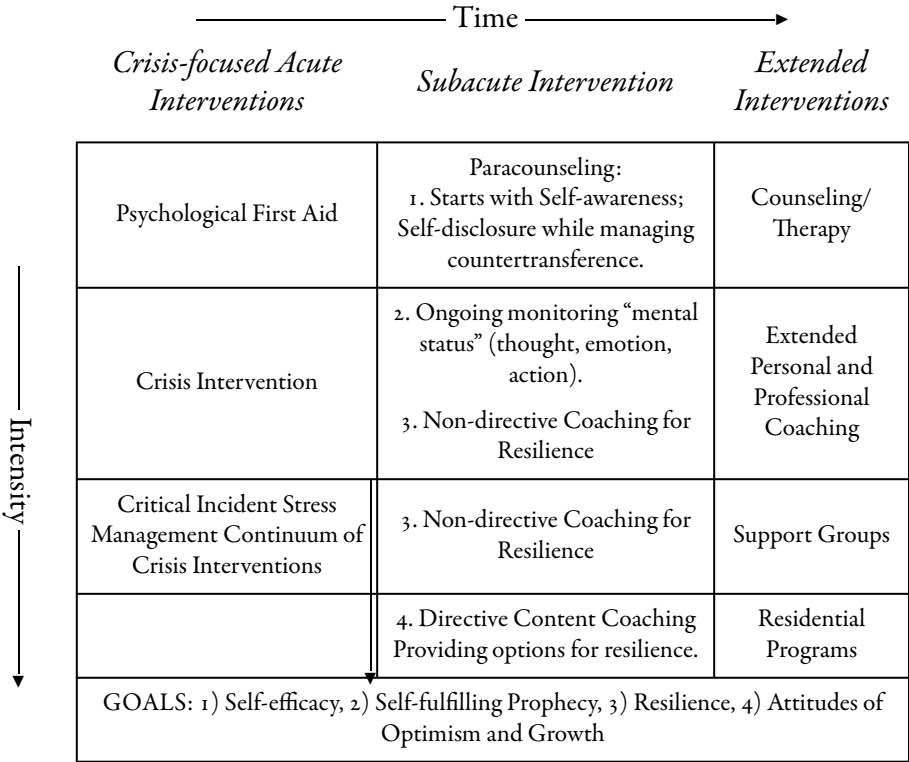 Time
Crisis-focused Acute
Interventions
Subacute Intervention
Extended
Interventions
Psychological First Aid
Paracounseling:
1. Starts with Self-awareness;
Self-disclosure while managing
countertransference.
Counseling/
Therapy
Intensity
Crisis Intervention
2. Ongoing monitoring “mental
status” (thought, emotion,
action).
3. Non-directive Coaching for
Resilience
Extended
Personal and
Professional
Coaching
Critical Incident Stress
Management Continuum of
Crisis Interventions
3. Non-directive Coaching for
Resilience
Support Groups
4. Directive Content Coaching
Providing options for resilience.
Residential
Programs
GOALS: 1) Self-efficacy, 2) Self-fulfilling Prophecy, 3) Resilience, 4) Attitudes of
Optimism and Growth